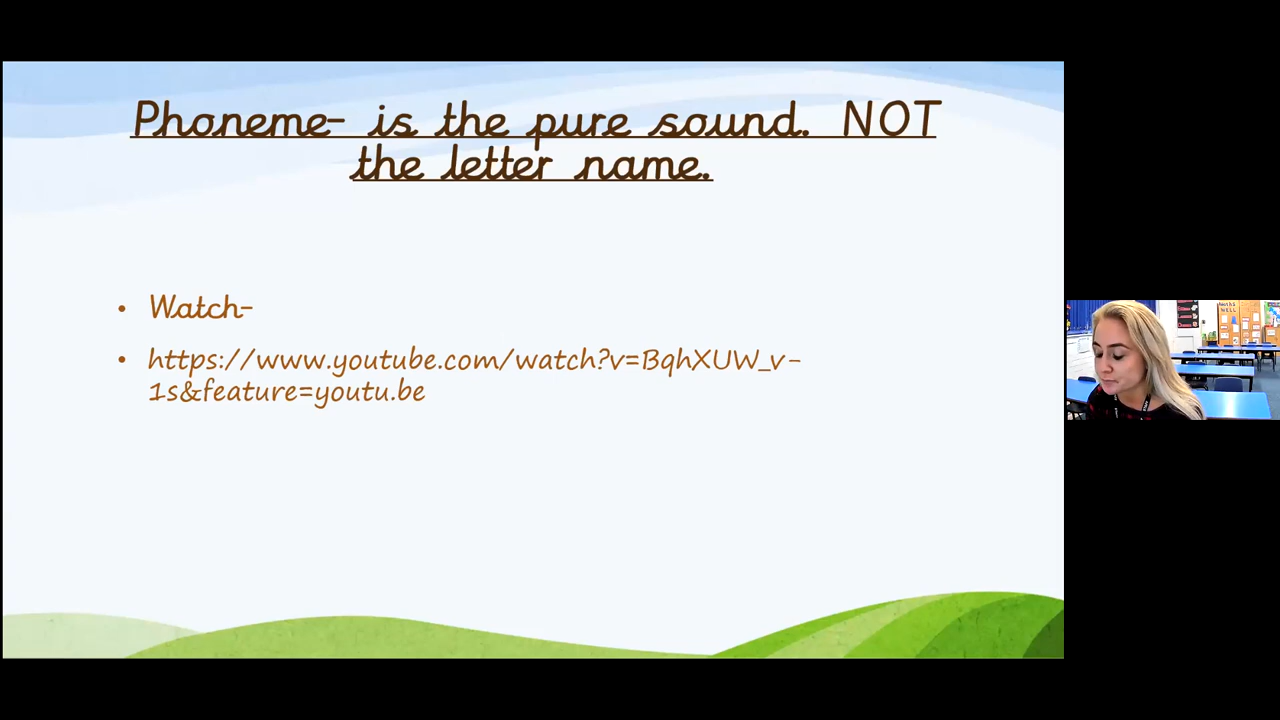 Phoneme- is the pure sound. NOT
the letter name.
• Watch-
• https://www.youtube.com/watch?v=BqhXUW_v-
1s&feature=youtu.be
WELL